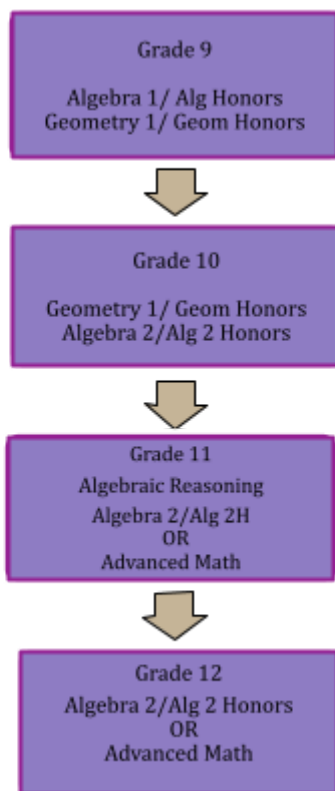 Grade 9
Algebra 1/ Alg Honors
Geometry 1/ Geom Honors
Grade 10
Geometry 1/ Geom Honors
Algebra 2/Alg 2 Honors
Grade 11
Algebraic Reasoning
Algebra 2/Alg 2H
OR
Advanced Math
Grade 12
Algebra 2/Alg 2 Honors
OR
Advanced Math